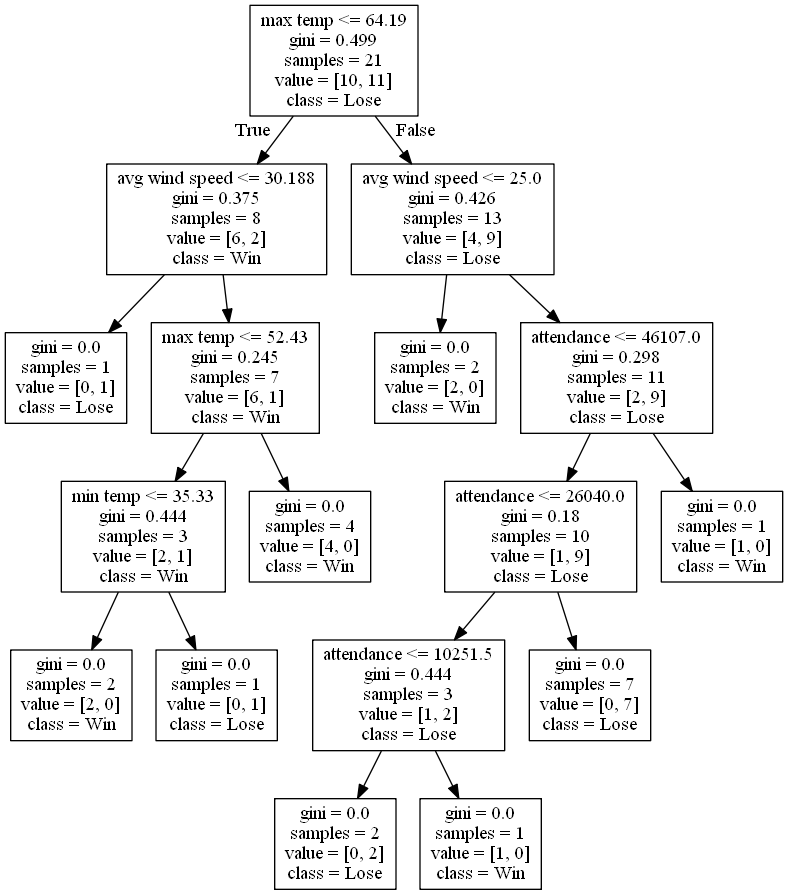 max temp <= 64.19
gini = 0.499
samples = 21
value = [10, 11]
class = Lose
True
False
avg wind speed <= 30.188
gini = 0.375
samples = 8
value = [6, 2]
class = Win
avg wind speed <= 25.0
gini = 0.426
samples = 13
value = [4, 9]
class = Lose
gini = 0.0
samples = 1
value = [0, 1]
class = Lose
max temp <= 52.43
gini = 0.245
samples = 7
value = [6, 1]
class = Win
gini = 0.0
samples = 2
value = [2, 0]
class = Win
attendance <= 46107.0
gini = 0.298
samples = 11
value = [2, 9]
class = Lose
min temp <= 35.33
gini = 0.444
samples = 3
value = [2, 1]
class = Win
gini = 0.0
samples = 4
value = [4, 0]
class = Win
attendance <= 26040.0
gini = 0.18
samples = 10
value = [1, 9]
class = Lose
gini = 0.0
samples = 1
value = [1, 0]
class = Win
gini = 0.0
samples = 2
value = [2, 0]
class = Win
gini = 0.0
samples = 1
value = [0, 1]
class = Lose
attendance <= 10251.5
gini = 0.444
samples = 3
value = [1, 2]
class = Lose
gini = 0.0
samples = 7
value = [0, 7]
class = Lose
gini = 0.0
samples = 2
value = [0, 2]
class = Lose
gini = 0.0
samples = 1
value = [1, 0]
class = Win